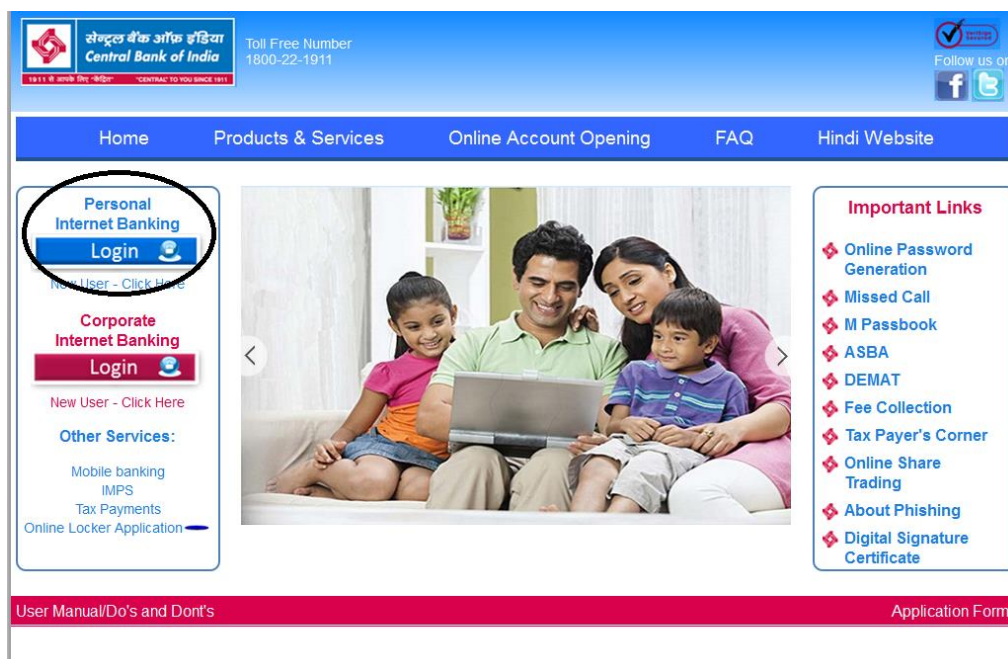 सेन्ट्रल बैंक ऑफ़ इंडिया
Central Bank of India
1911 से आपके लिए "केंद्रित" "CENTRAL" TO YOU SINCE 1911
Toll Free Number
1800-22-1911
Follow us on
Home Products & Services Online Account Opening FAQ Hindi Website
Personal
Internet Banking
Login
New User - Click Here
Corporate
Internet Banking
Login
New User - Click Here
Other Services:
Mobile banking
IMPS
Tax Payments
Online Locker Application
Important Links
Online Password
Generation
Missed Call
M Passbook
ASBA
DEMAT
Fee Collection
Tax Payer's Corner
Online Share
Trading
About Phishing
Digital Signature
Certificate
User Manual/Do's and Dont's Application Form